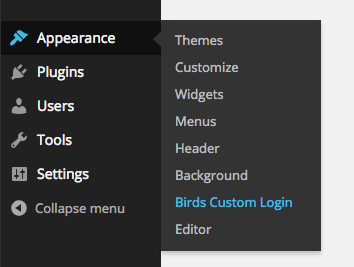 Appearance
Plugins
Users
Tools
Settings
Collapse menu
Themes
Customize
Widgets
Menus
Header
Background
Birds Custom Login
Editor